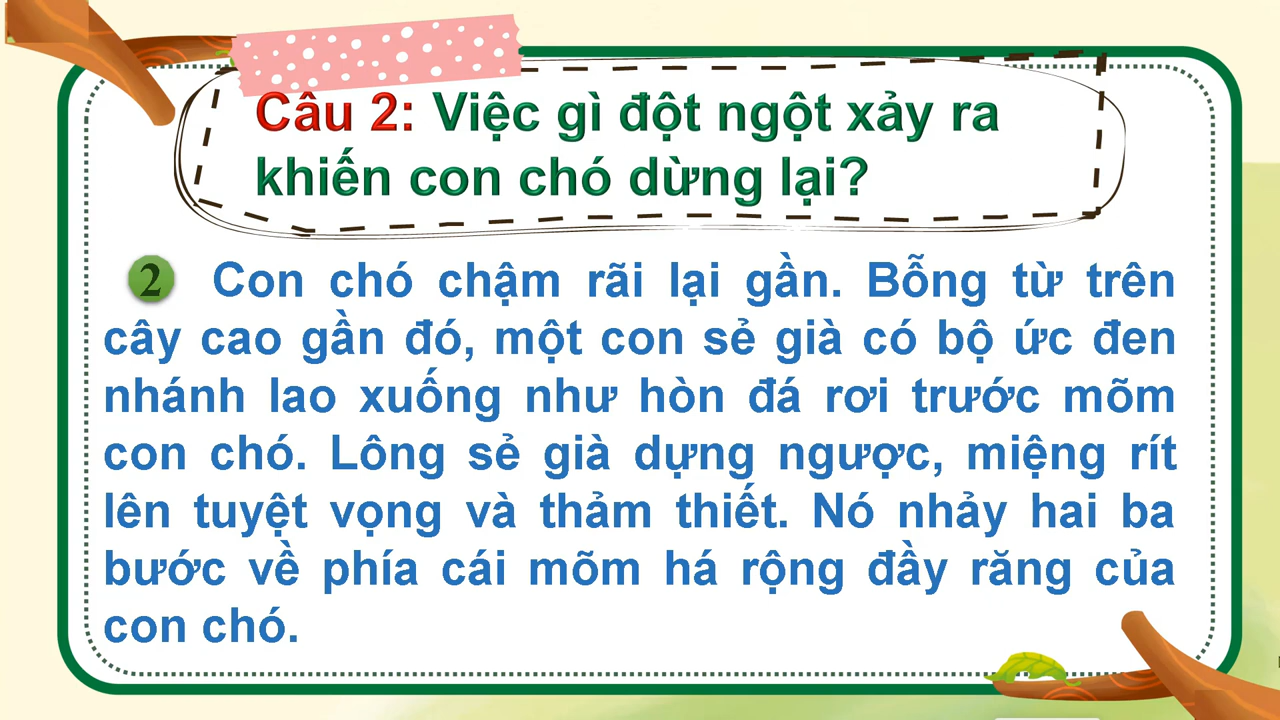 Câu 2: Việc gì đột ngột xảy ra
khiến con chó dừng lại?
2 Con chó chậm rãi lại gần. Bỗng từ trên
cây cao gần đó, một con sẻ già có bộ ức đen
nhánh lao xuống như hòn đá rơi trước mõm
con chó. Lông sẻ già dựng ngược, miệng rít
lên tuyệt vọng và thảm thiết. Nó nhảy hai ba
bước về phía cái mõm há rộng đầy răng của
con chó.